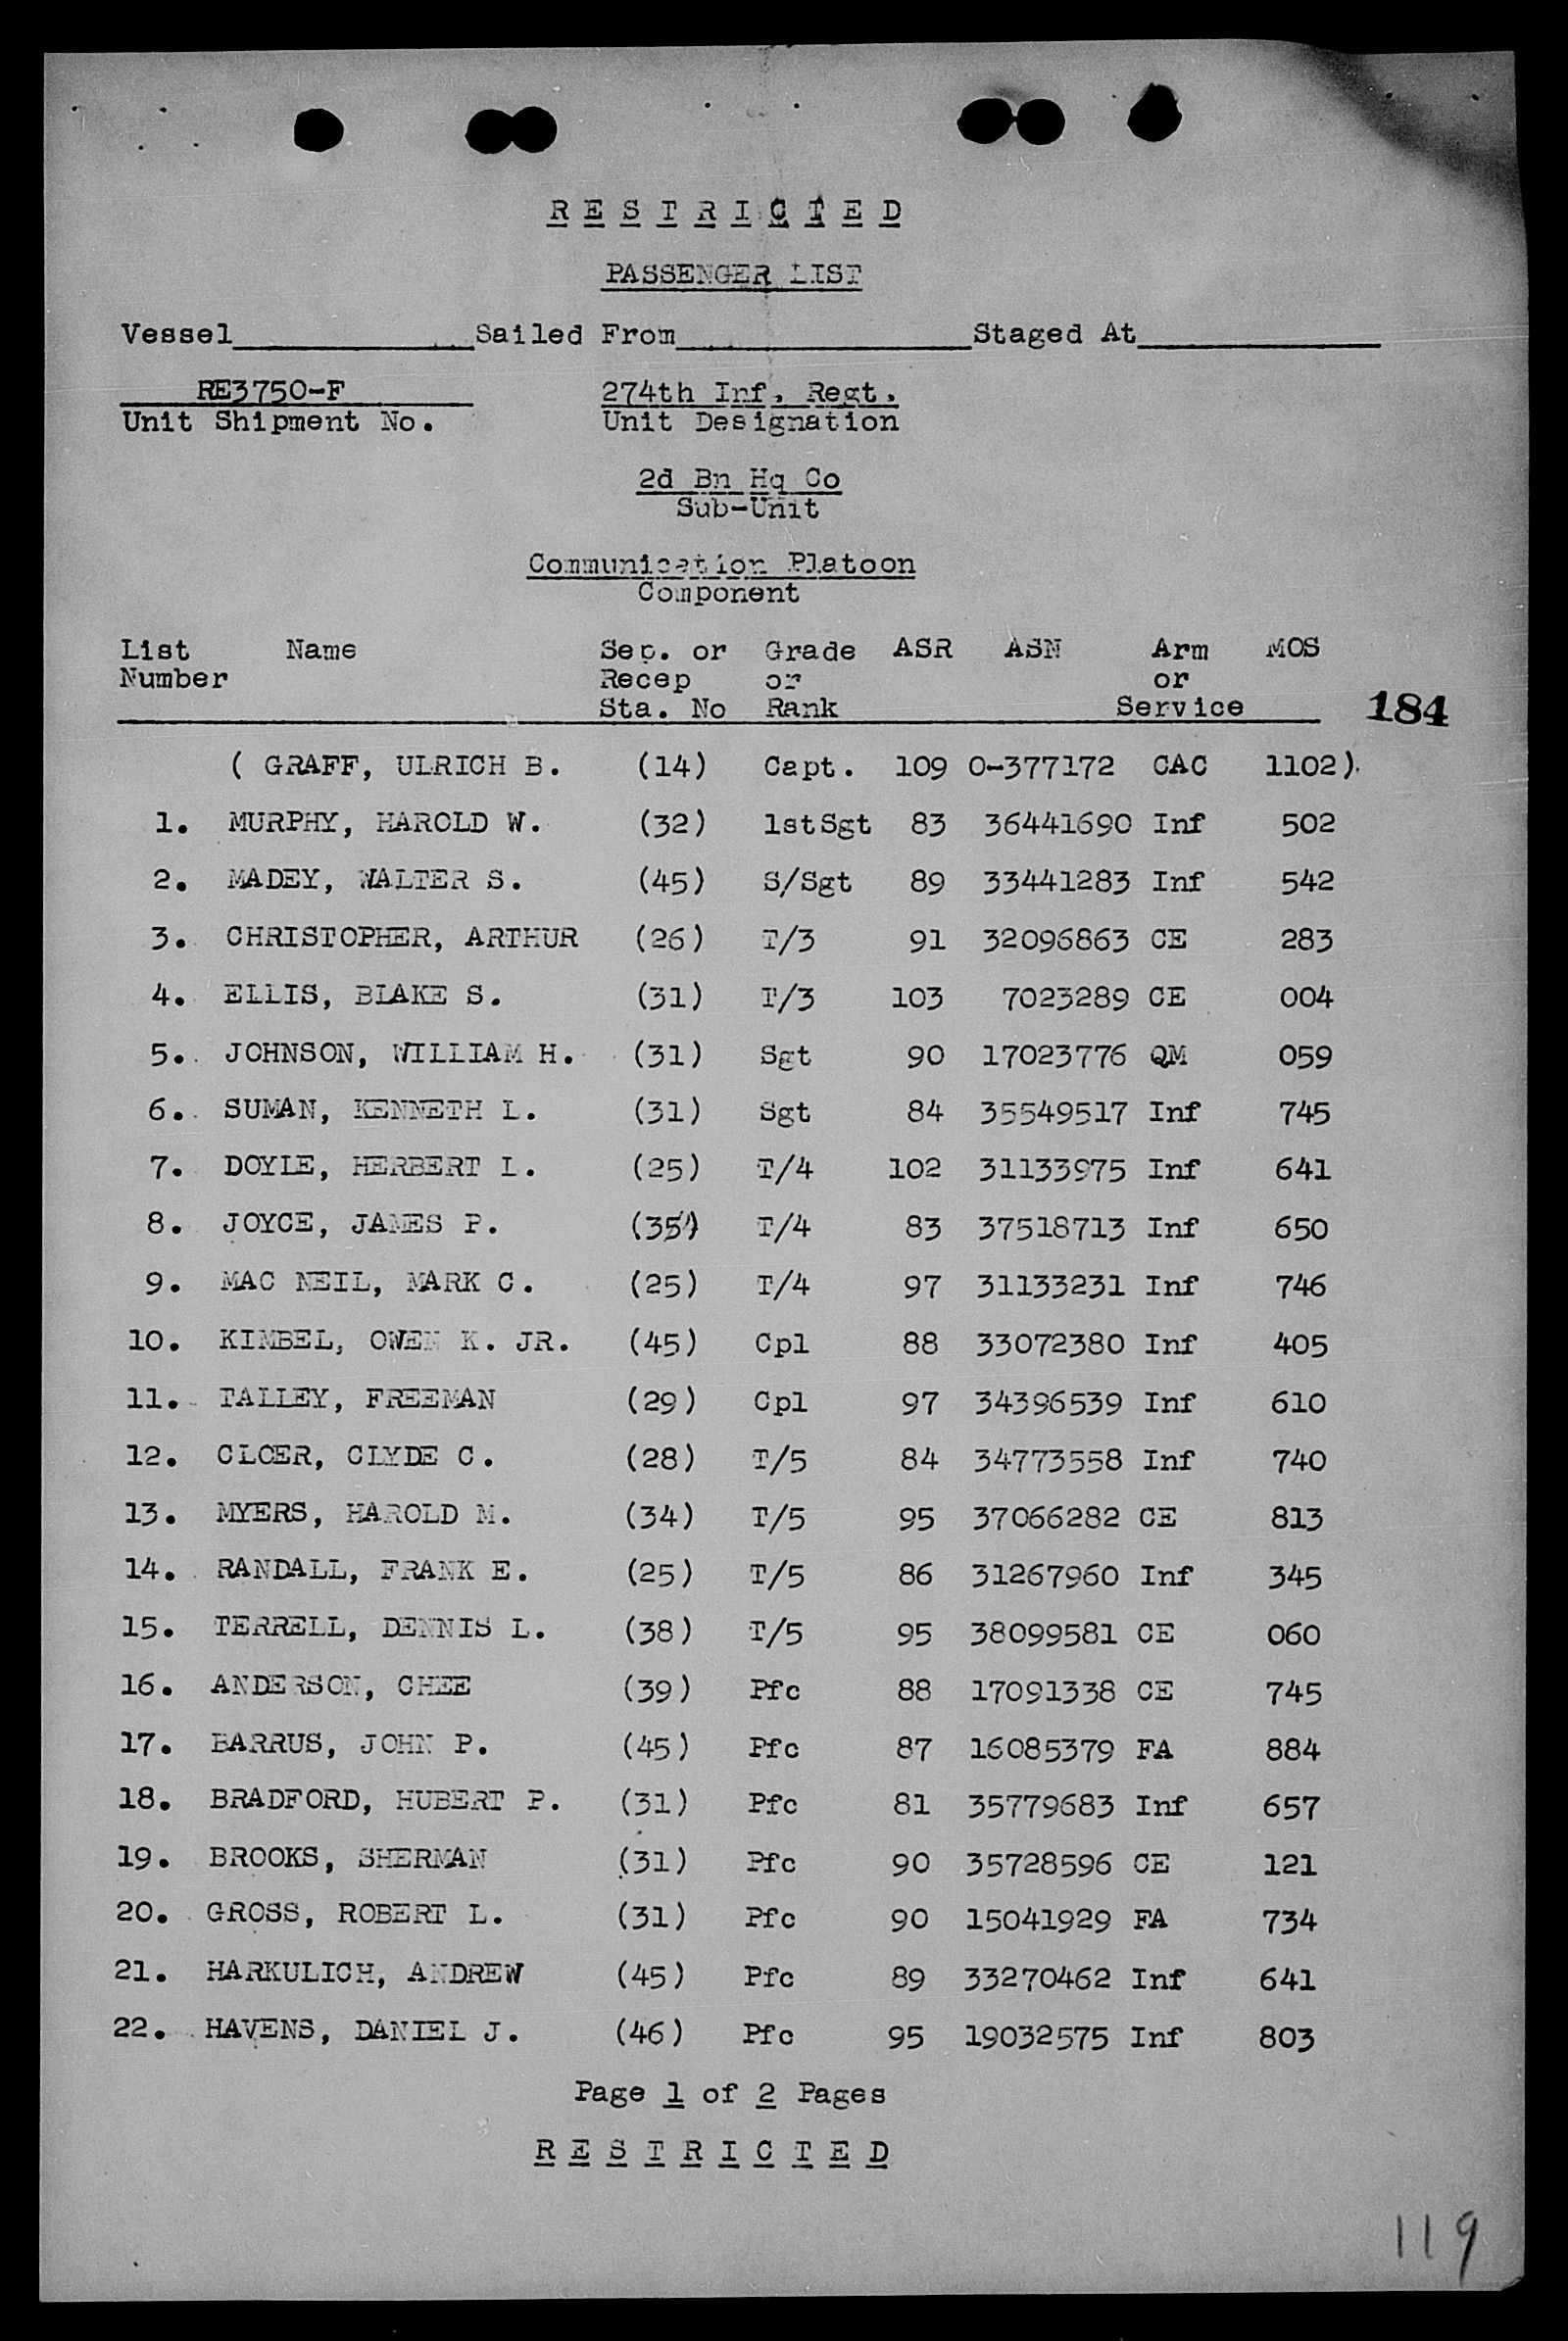 R E S T R I C T E D
PASSENGER LIST
Vessel Sailed From Staged At
RE3750-F 274th Inf. Regt.
Unit Shipment No. Unit Designation
2d Bn Hq Co
Sub-Unit
Communication Platoon
Component
List Name Sep. or Grade ASR ASN Arm MOS
Number Recep or or
Sta. No Rank Service 184
( GRAFF, ULRICH B. (14) Capt. 109 O-377172 CAC 1102).
1. MURPHY, HAROLD W. (32) 1stSgt 83 36441690 Inf 502
2. MADEY, WALTER S. (45) S/Sgt 89 33441283 Inf 542
3. CHRISTOPHER, ARTHUR (26) T/3 91 32096863 CE 283
4. ELLIS, BLAKE S. (31) T/3 103 7023289 CE 004
5. JOHNSON, WILLIAM H. (31) Sgt 90 17023776 QM 059
6. SUMAN, KENNETH L. (31) Sgt 84 35549517 Inf 745
7. DOYLE, HERBERT L. (25) T/4 102 31133975 Inf 641
8. JOYCE, JAMES P. T/4 83 37518713 Inf 650
9. MAC NEIL, MARK C. (25) T/4 97 31133231 Inf 746
10. KIMBEL, OWEN K. JR. (45) Cpl 88 33072380 Inf 405
11. TALLEY, FREEMAN (29) Cpl 97 34396539 Inf 610
12. CLOER, CLYDE C. (28) T/5 84 34773558 Inf 740
13. MYERS, HAROLD M. (34) T/5 95 37066282 CE 813
14. RANDALL, FRANK E. (25) T/5 86 31267960 Inf 345
15. TERRELL, DENNIS L. (38) T/5 95 38099581 CE 060
16. ANDERSON, CHEE (39) Pfc 88 17091338 CE 745
17. BARRUS, JOHN P. (45) Pfc 87 16085379 FA 884
18. BRADFORD, HUBERT P. (31) Pfc 81 35779683 Inf 657
19. BROOKS, SHERMAN (31) Pfc 90 35728596 CE 121
20. GROSS, ROBERT L. (31) Pfc 90 15041929 FA 734
21. HARKULICH, ANDREW (45) Pfc 89 33270462 Inf 641
22. HAVENS, DANIEL J. (46) Pfc 95 19032575 Inf 803
Page 1 of 2 Pages
R E S T R I C T E D
119